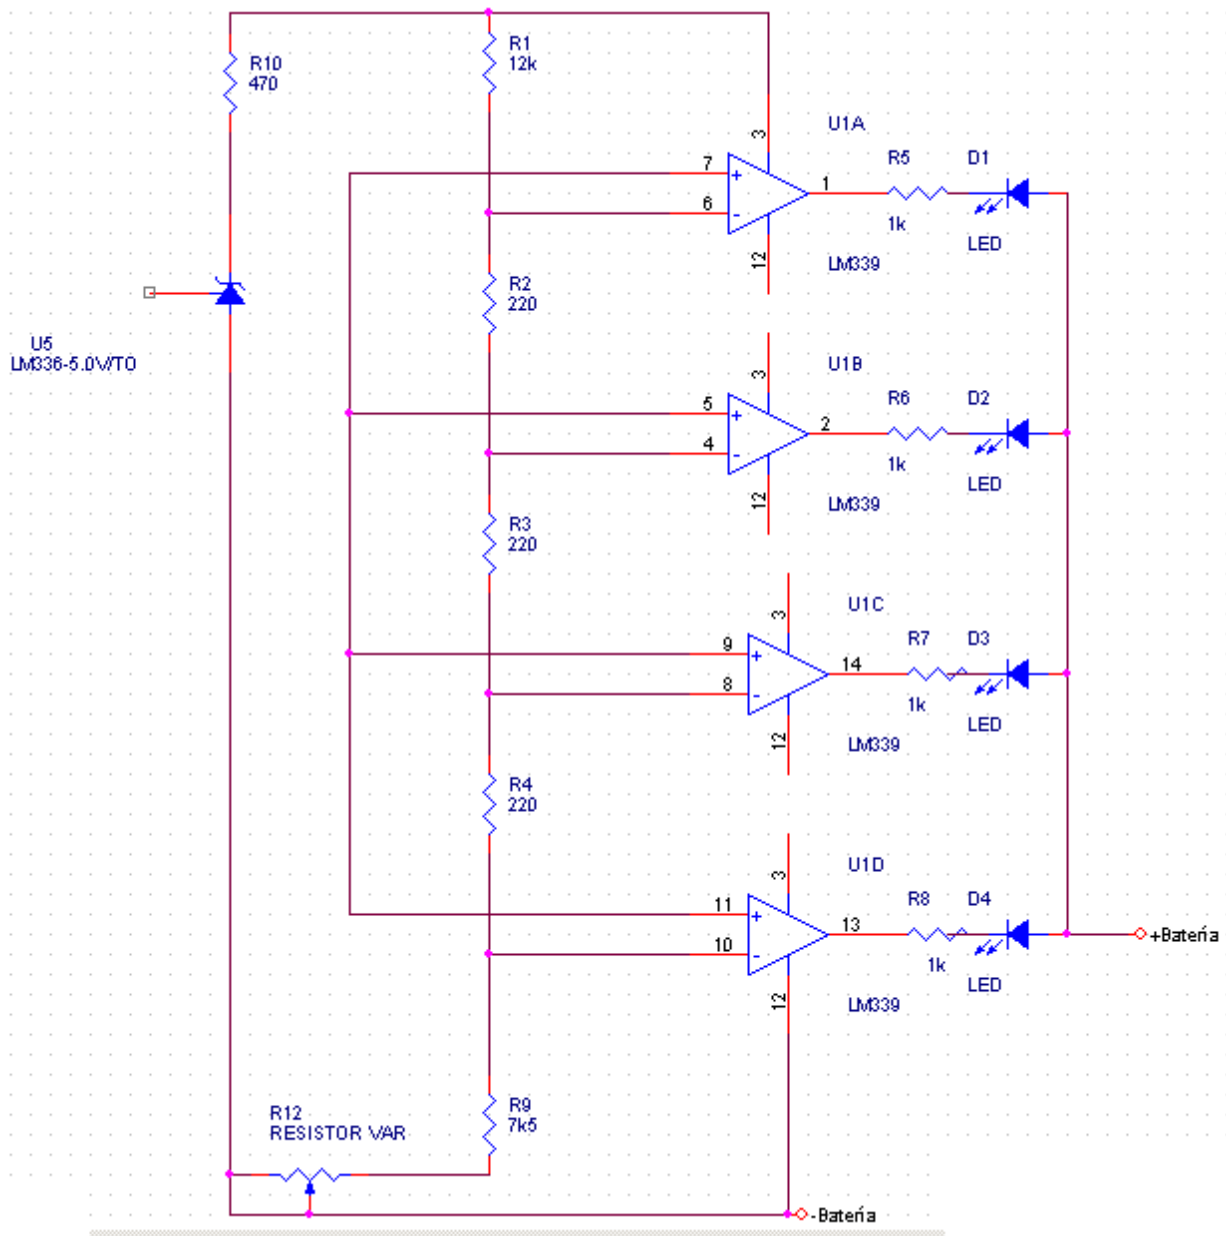 R10
470
R1
12k
U1A
3
7
6
1
12
LM339
R5
1k
D1
LED
U5
LM336-5.0V/TO
R2
220
U1B
3
5
4
2
12
LM339
R6
1k
D2
LED
R3
220
U1C
3
9
8
14
12
LM339
R7
1k
D3
LED
R4
220
U1D
3
11
10
13
12
LM339
R8
1k
D4
LED
+Batería
R9
7k5
R12
RESISTOR VAR
-Batería